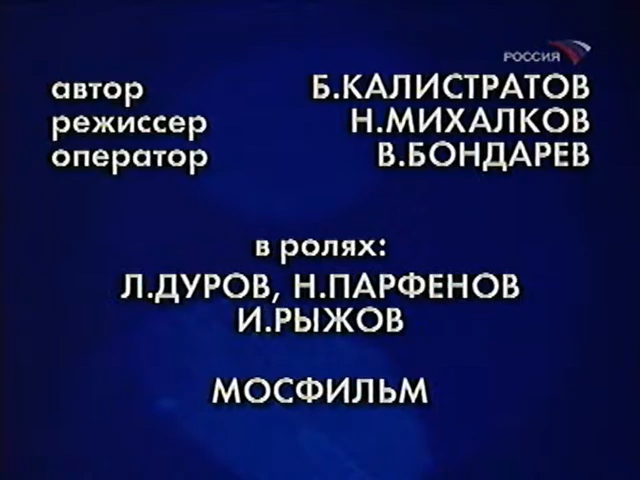 РОССИЯ
автор Б.КАЛИСТРАТОВ
режиссер Н.МИХАЛКОВ
оператор В.БОНДАРЕВ
в ролях:
Л.ДУРОВ, Н.ПАРФЕНОВ
И.РЫЖОВ
МОСФИЛЬМ